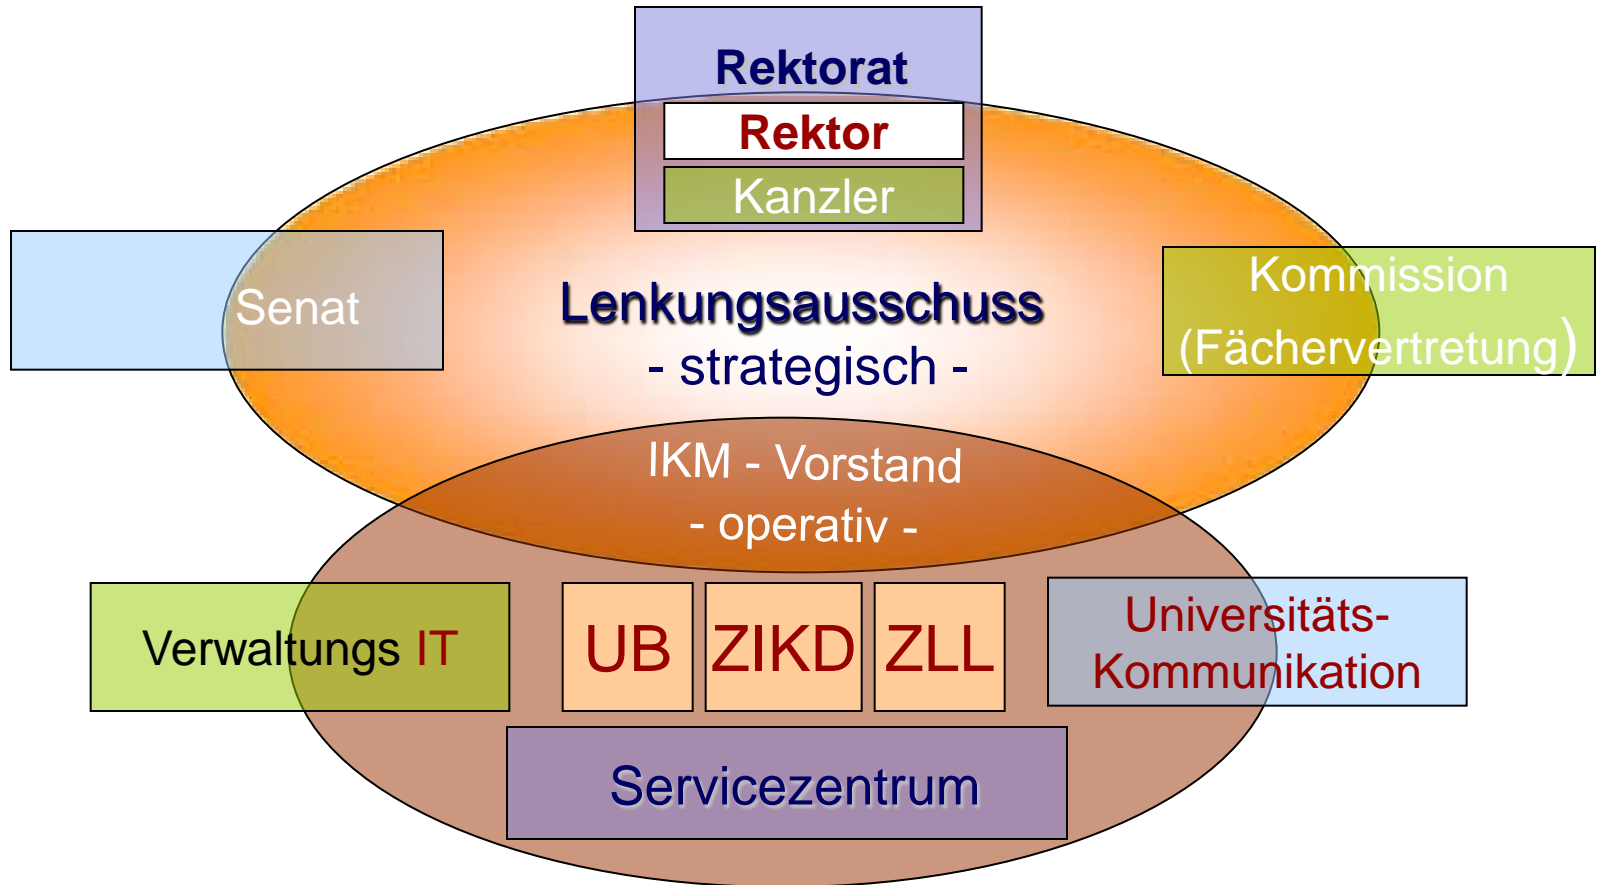 Rektorat
Rektor
Kanzler
Senat
Lenkungsausschuss
- strategisch -
Kommission
(Fächervertretung)
IKM - Vorstand
- operativ -
Verwaltungs IT
UB
ZIKD
ZLL
Universitäts-
Kommunikation
Servicezentrum